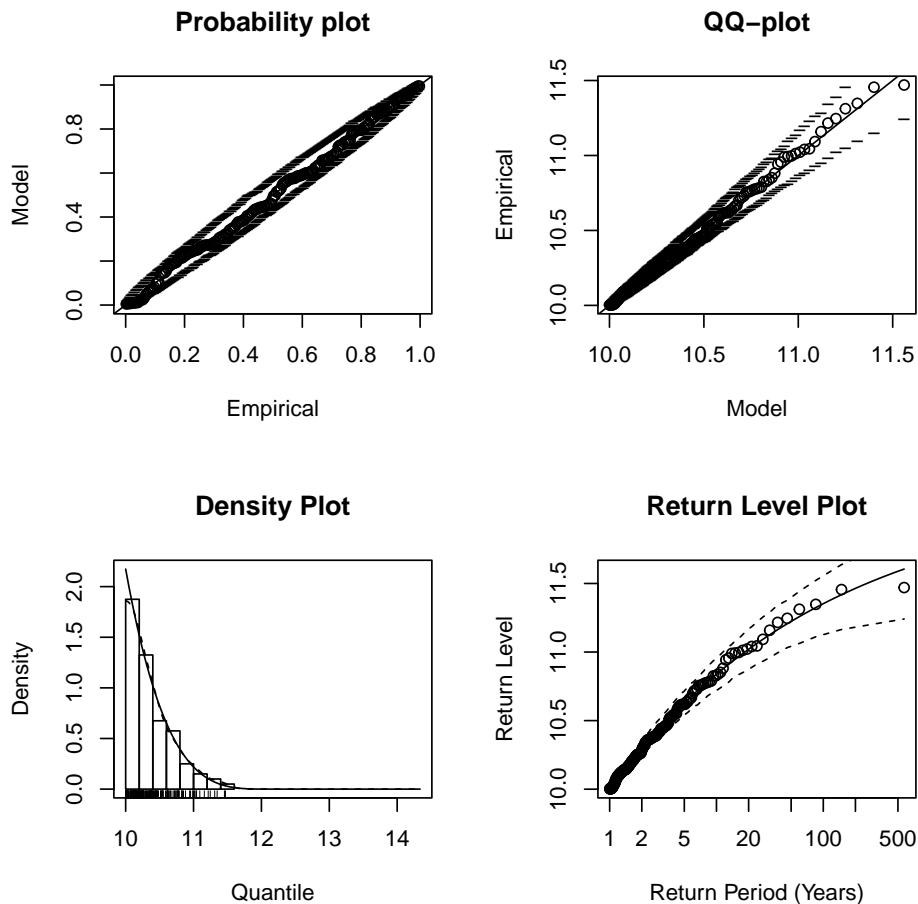 Probability plot
Model
0.0 0.4 0.8
0.0 0.2 0.4 0.6 0.8 1.0
Empirical
QQ−plot
Empirical
10.0 10.5 11.0 11.5
10.0 10.5 11.0 11.5
Model
Density Plot
Density
0.0 0.5 1.0 1.5 2.0
10 11 12 13 14
Quantile
Return Level Plot
Return Level
10.0 10.5 11.0 11.5
1 2 5 20 100 500
Return Period (Years)